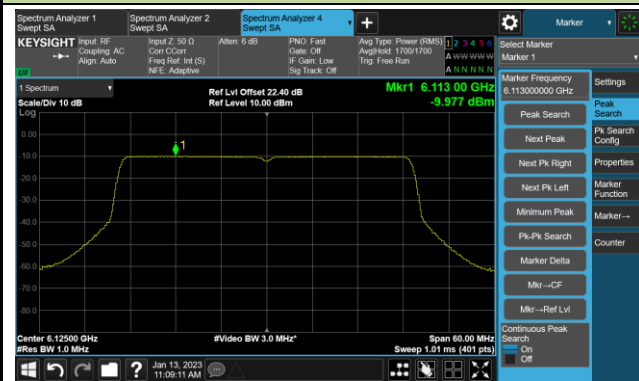 Spectrum Analyzer 1
Swept SA
Spectrum Analyzer 2
Swept SA
Spectrum Analyzer 4
Swept SA
Marker
KEYSIGHT
Input: RF
Coupling: AC
Align: Auto
Input Z: 50 Ω
Corr CCorr
Freq Ref: Int (S)
NFE: Adaptive
Atten: 6 dB
PNO: Fast
Gate: Off
IF Gain: Low
Sig Track: Off
Avg Type: Power (RMS)
Avg|Hold: 1700/1700
Trig: Free Run
1 2 3 4 5 6
A W W W W W
A N N N N N
Select Marker
Marker 1
1 Spectrum
Scale/Div 10 dB
Log
Ref Lvl Offset 22.40 dB
Ref Level 10.00 dBm
Mkr1 6.113 00 GHz
-9.977 dBm
0.00
-10.0
-20.0
-30.0
-40.0
-50.0
-60.0
-70.0
-80.0
1
Center 6.12500 GHz
#Res BW 1.0 MHz
#Video BW 3.0 MHz*
Span 60.00 MHz
Sweep 1.01 ms (401 pts)
Marker Frequency
6.113000000 GHz
Peak Search
Next Peak
Next Pk Right
Next Pk Left
Minimum Peak
Pk-Pk Search
Marker Delta
Mkr→CF
Mkr→Ref Lvl
Continuous Peak
Search
On
Off
Settings
Peak
Search
Pk Search
Config
Properties
Marker
Function
Marker→
Counter
Jan 13, 2023
11:09:11 AM